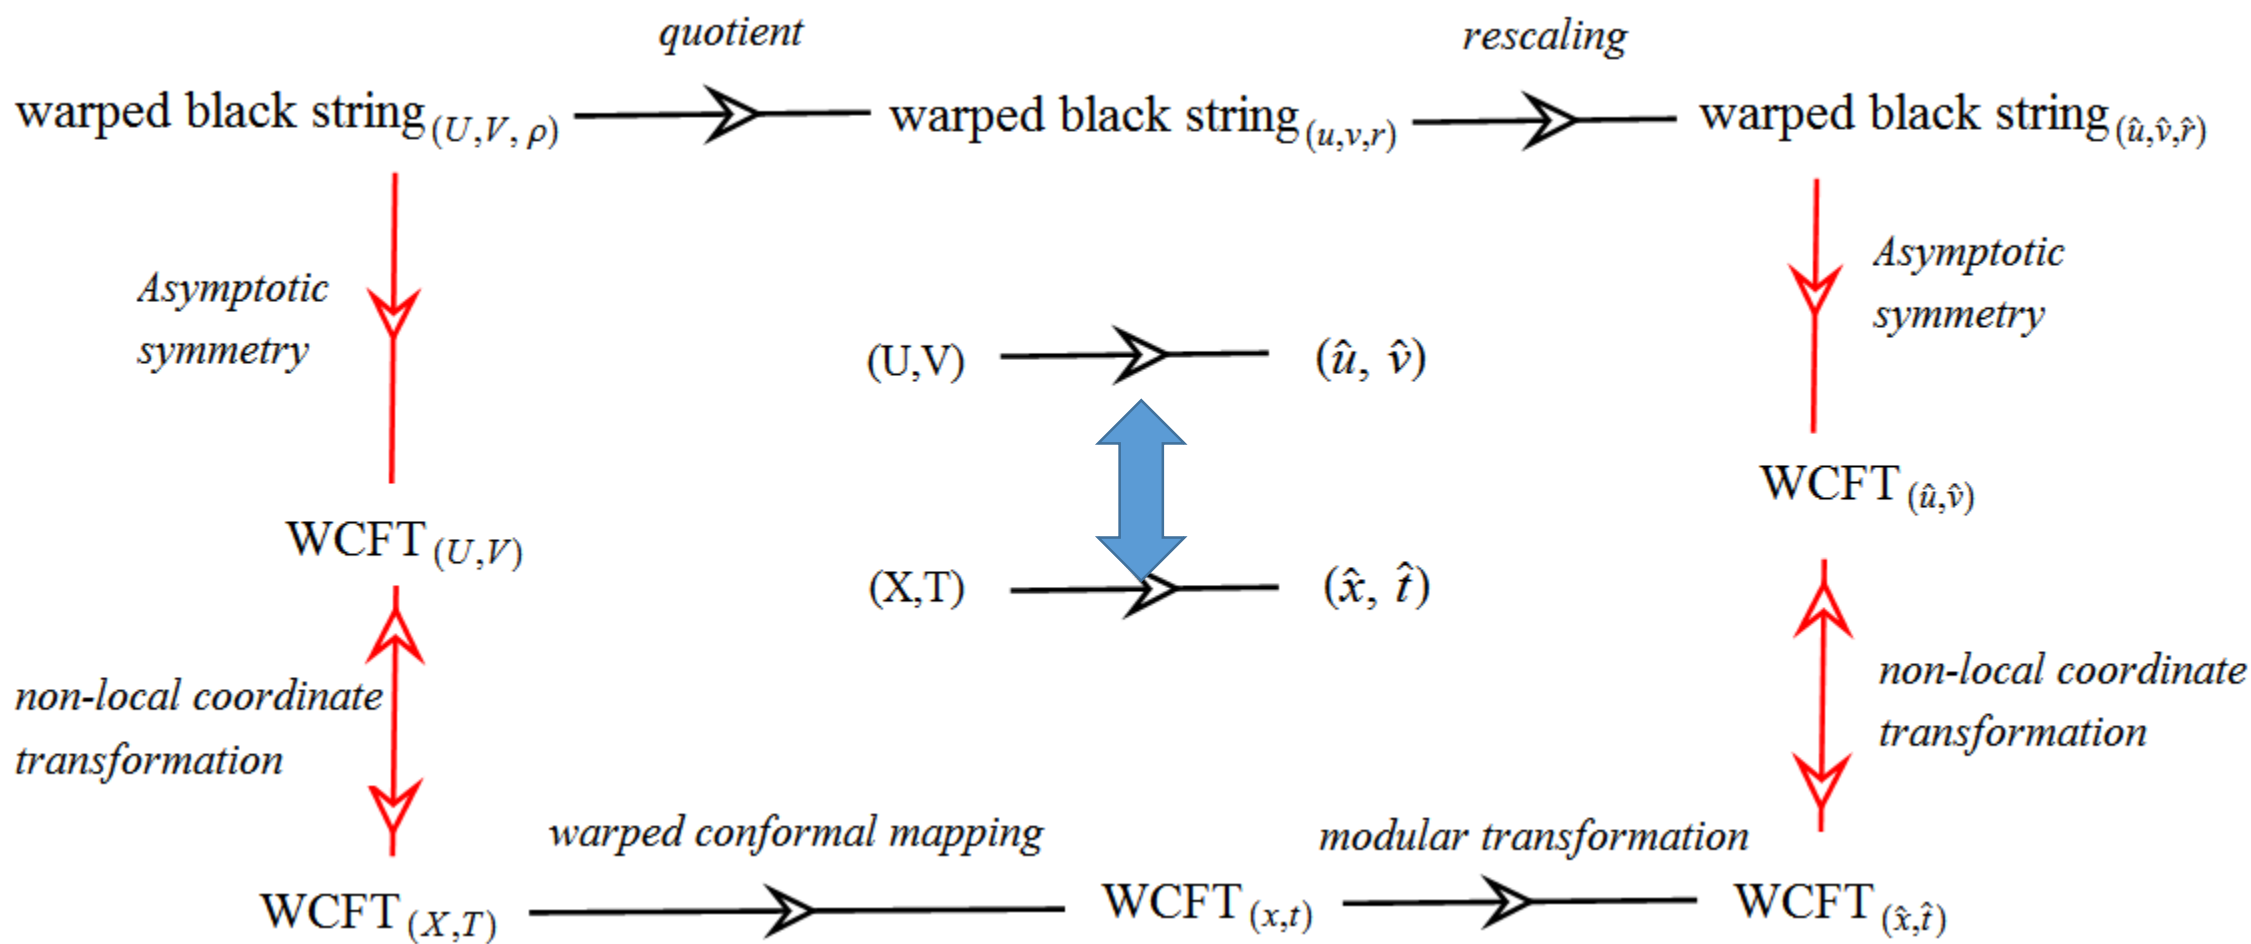 quotient
rescaling
warped black string(U,V, ρ)
warped black string(u,v,r)
warped black string(û,v̂,r̂)
Asymptotic
symmetry
Asymptotic
symmetry
(U,V)
(û, v̂)
WCFT(û,v̂)
WCFT(U,V)
(X,T)
(x̂, t̂)
non-local coordinate
transformation
non-local coordinate
transformation
warped conformal mapping
modular transformation
WCFT(X,T)
WCFT(x,t)
WCFT(x̂,t̂)